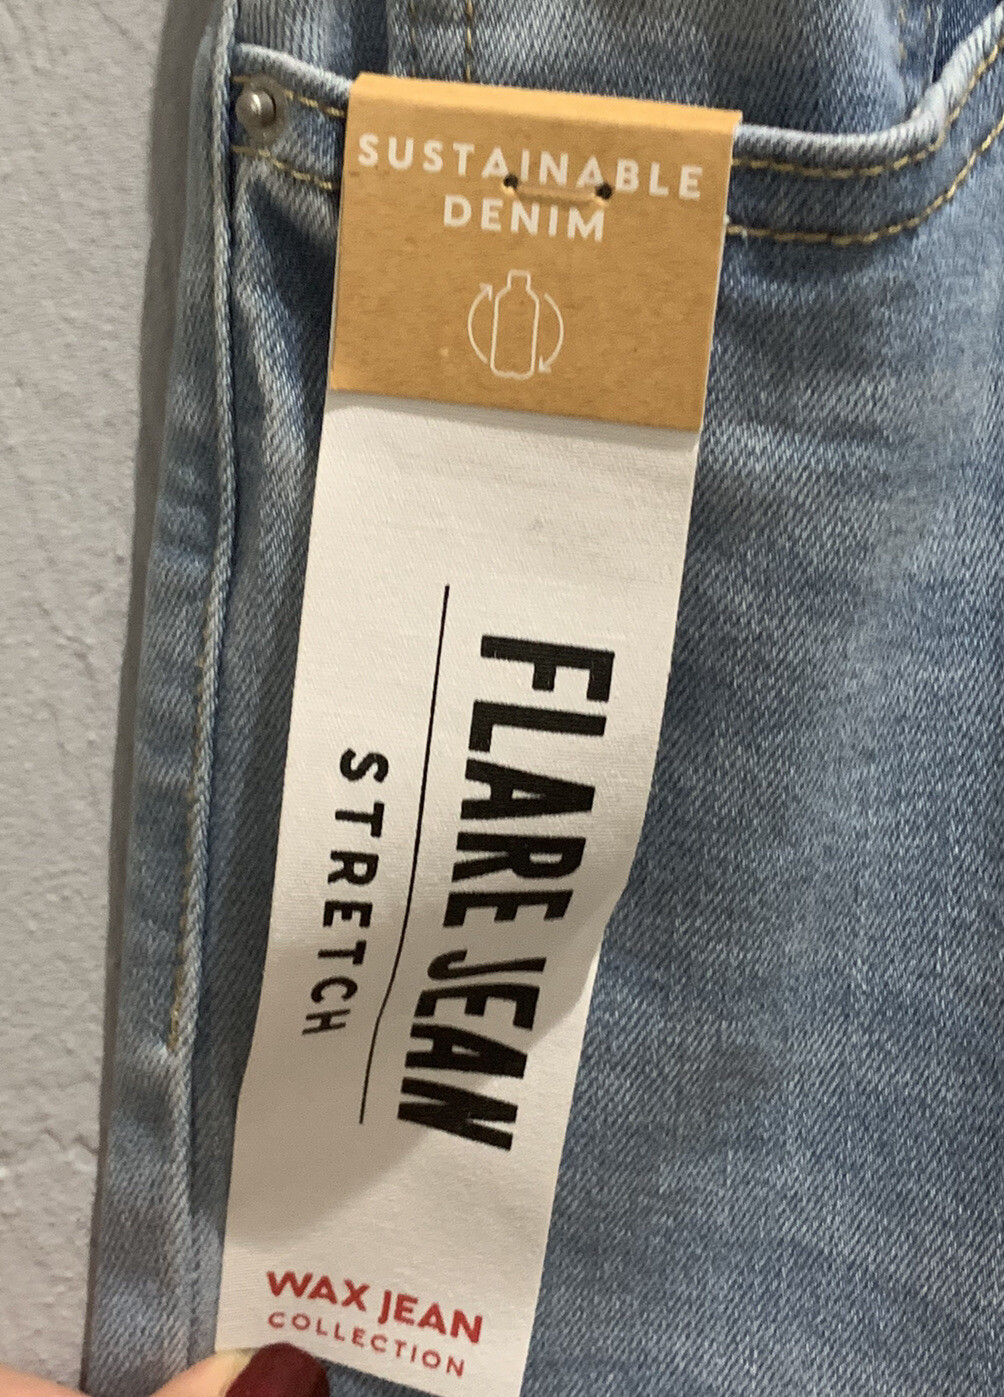 SUSTAINABLE
DENIM
FLARE JEAN
STRETCH
WAX JEAN
COLLECTION